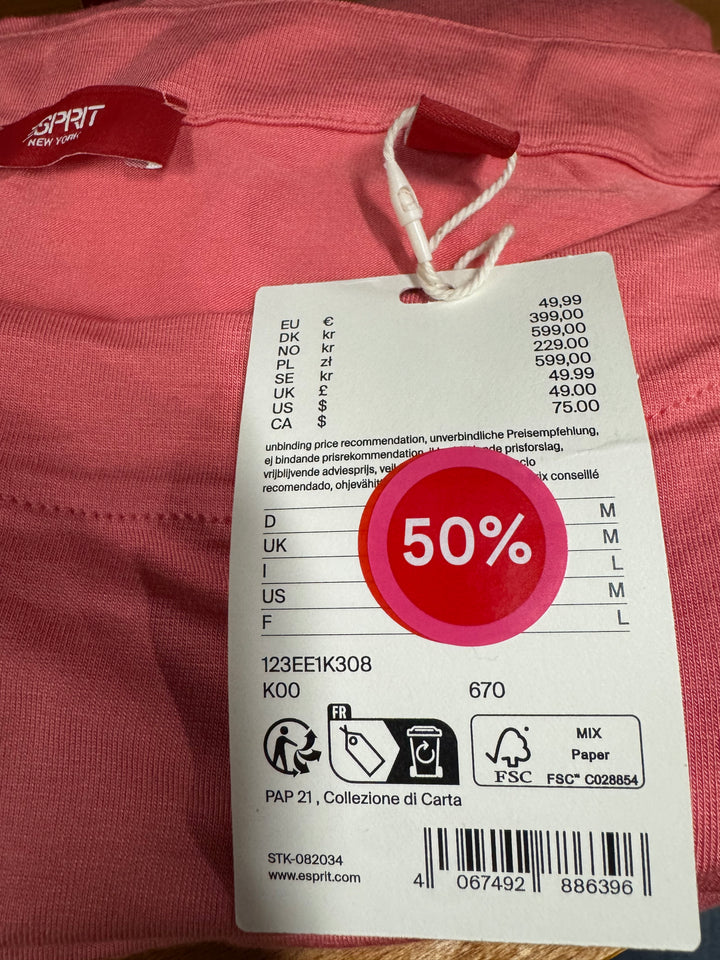 ESPRIT
NEW YORK
EU € 49,99
DK kr 399,00
NO kr 599,00
PL zł 229.00
SE kr 599,00
UK £ 49.99
US $ 49.00
CA $ 75.00
unbinding price recommendation, unverbindliche Preisempfehlung,
ej bindande prisrekommendation, prisforslag,
vrijblijvende adviesprijs,
recomendado, conseillé
50%
D M
UK M
I L
US M
F L
123EE1K308
K00 670
FR
MIX
Paper
FSC FSC™ C028854
PAP 21 , Collezione di Carta
STK-082034
www.esprit.com
4 067492 886396